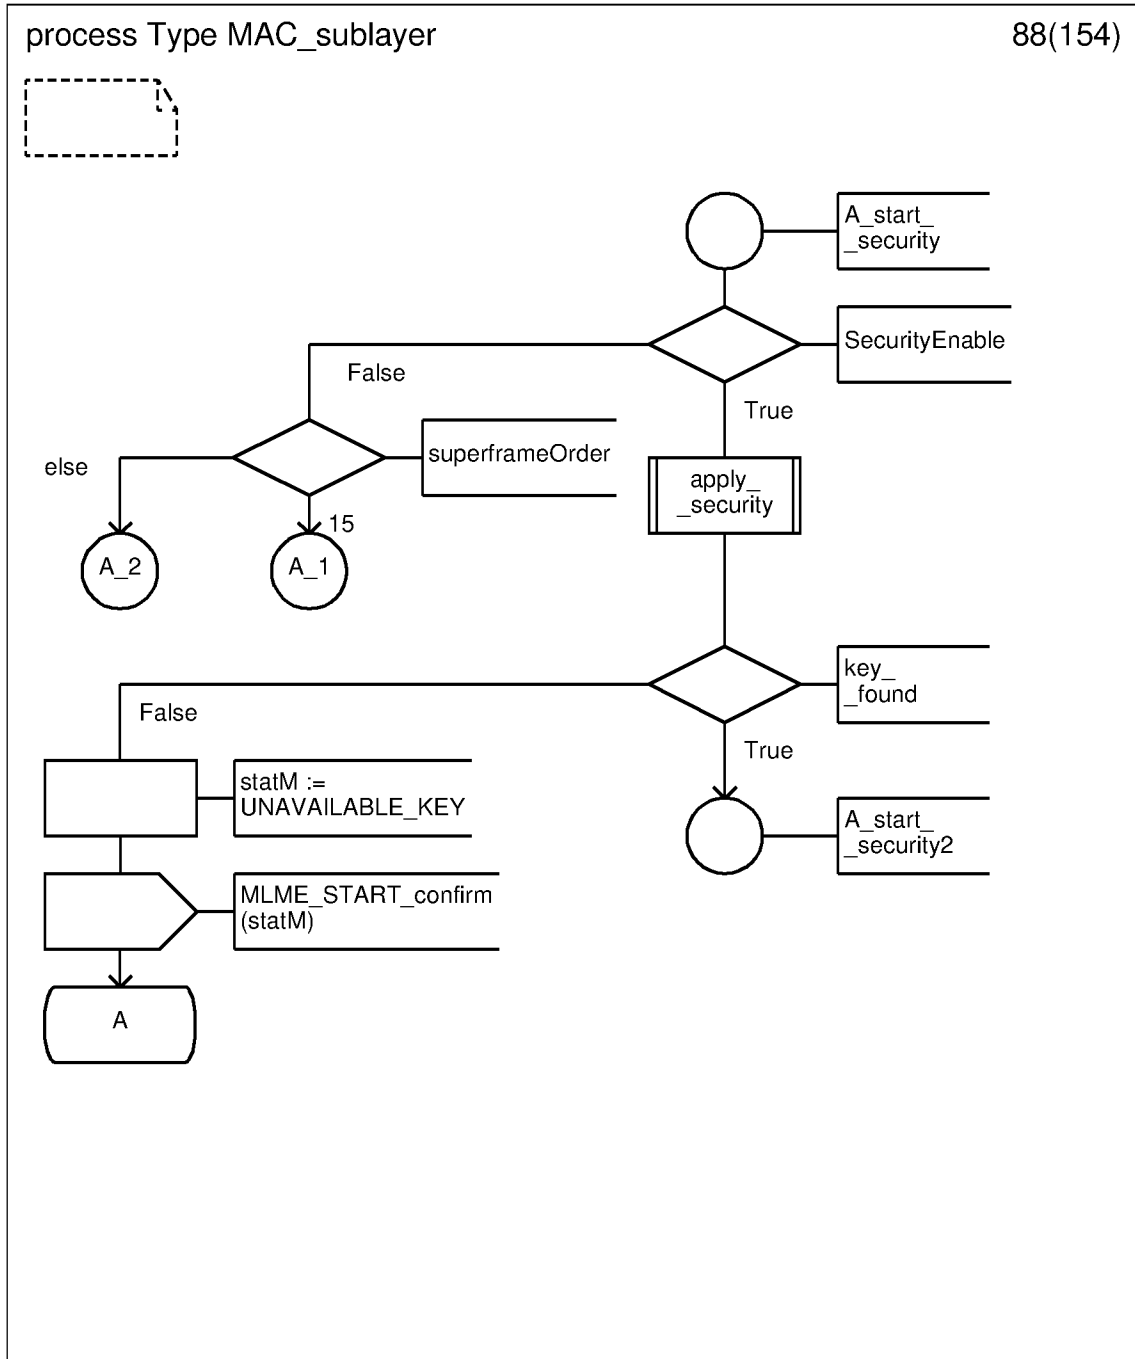 process Type MAC_sublayer
88(154)
A_start_
_security
SecurityEnable
False
True
superframeOrder
else
apply_
_security
15
A_2
A_1
key_
_found
False
True
statM :=
UNAVAILABLE_KEY
A_start_
_security2
MLME_START_confirm
(statM)
A